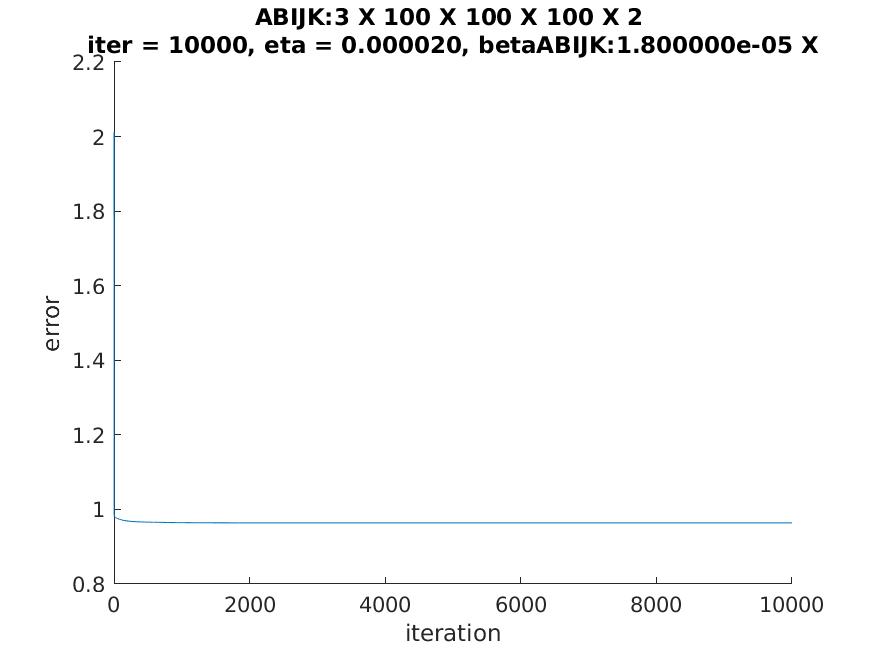 ABIJK:3 X 100 X 100 X 100 X 2
iter = 10000, eta = 0.000020, betaABIJK:1.800000e-05 X
2.2
2
1.8
1.6
1.4
1.2
1
0.8
error
0 2000 4000 6000 8000 10000
iteration